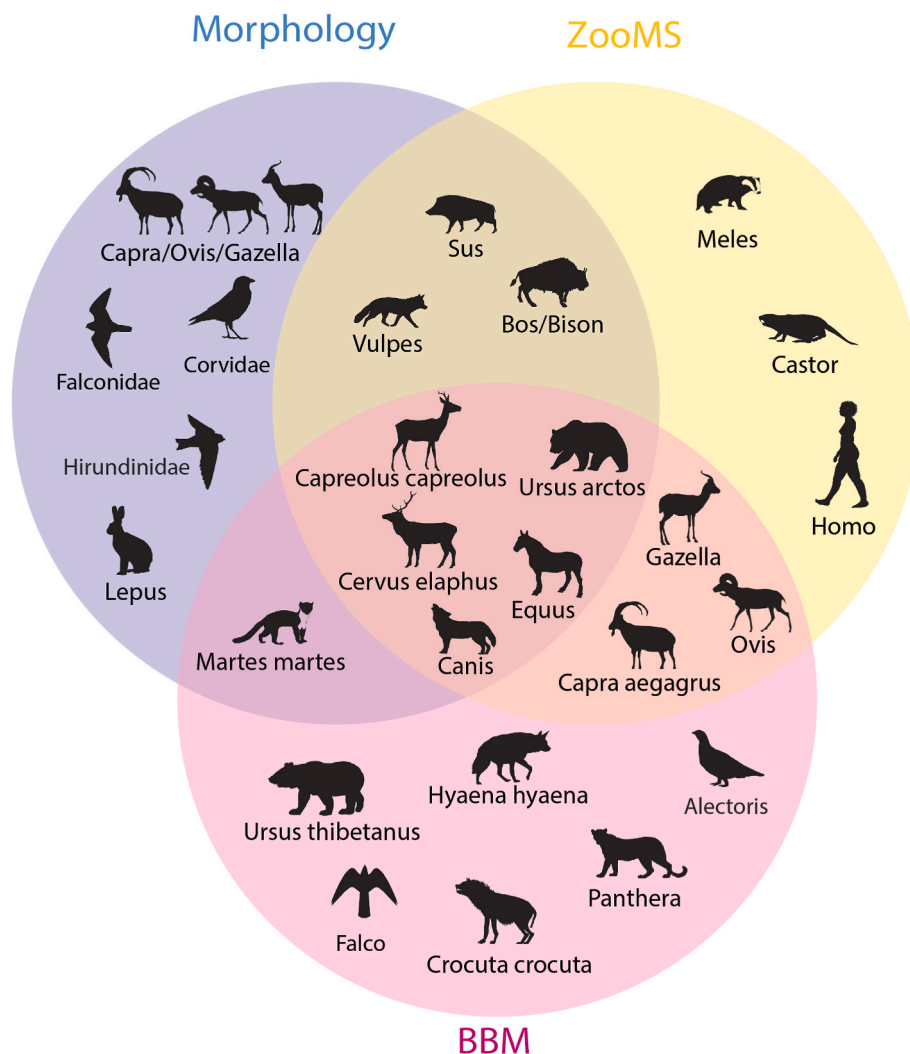 Morphology
ZooMS
Capra/Ovis/Gazella
Sus
Meles
Bos/Bison
Vulpes
Corvidae
Falconidae
Castor
Hirundinidae
Capreolus capreolus
Ursus arctos
Homo
Gazella
Lepus
Cervus elaphus
Equus
Ovis
Martes martes
Canis
Capra aegagrus
Hyaena hyaena
Alectoris
Ursus thibetanus
Panthera
Falco
Crocuta crocuta
BBM